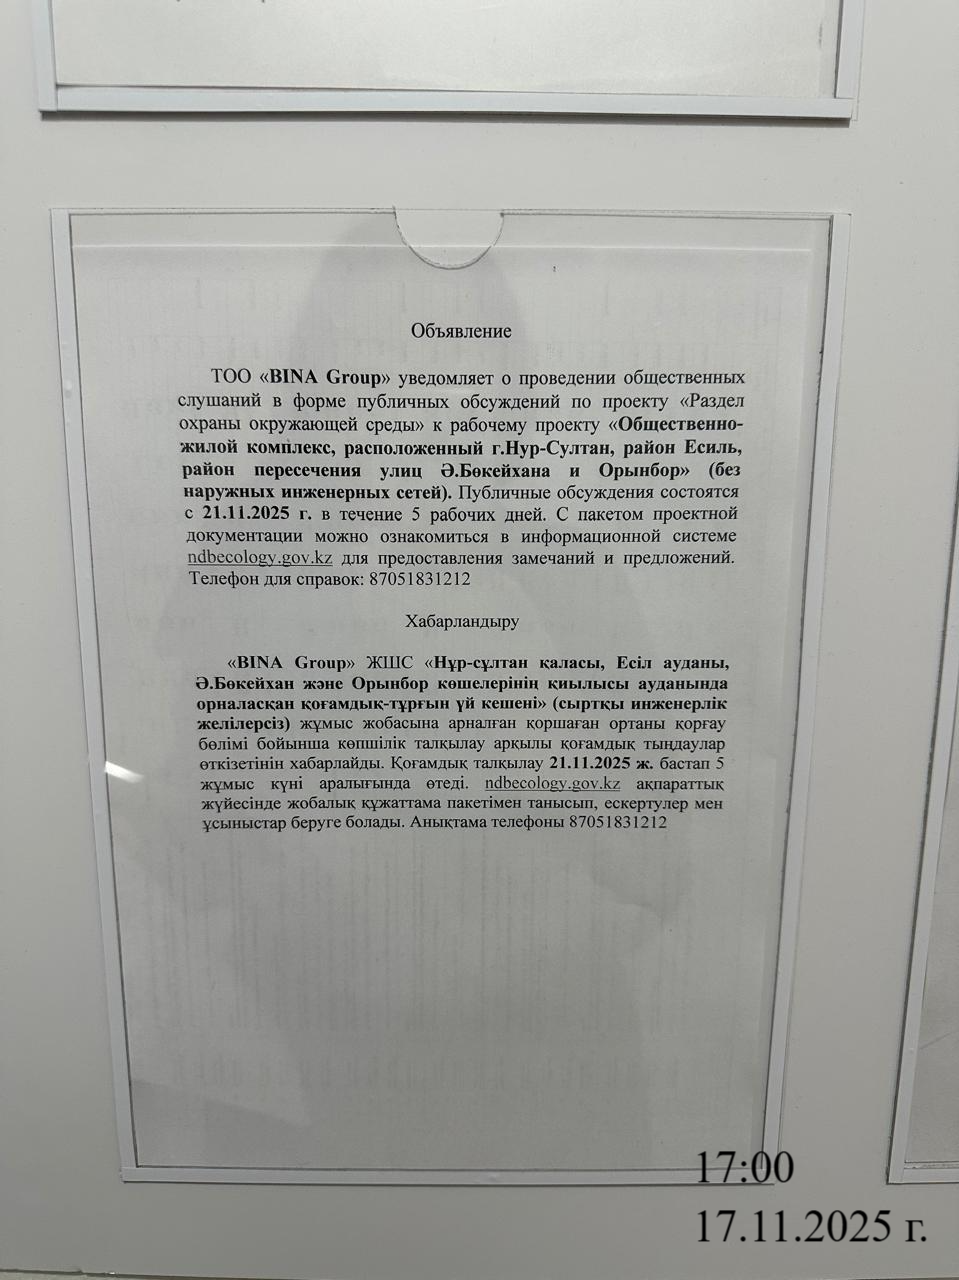 Объявление
ТОО «BINA Group» уведомляет о проведении общественных
слушаний в форме публичных обсуждений по проекту «Раздел
охраны окружающей среды» к рабочему проекту «Общественно-
жилой комплекс, расположенный г.Нур-Султан, район Есиль,
район пересечения улиц Ә.Бөкейхана и Орынбор» (без
наружных инженерных сетей). Публичные обсуждения состоятся
с 21.11.2025 г. в течение 5 рабочих дней. С пакетом проектной
документации можно ознакомиться в информационной системе
ndbecology.gov.kz для предоставления замечаний и предложений.
Телефон для справок: 87051831212
Хабарландыру
«BINA Group» ЖШС «Нұр-сұлтан қаласы, Есіл ауданы,
Ә.Бөкейхан және Орынбор көшелерінің қиылысы ауданында
орналасқан қоғамдық-тұрғын үй кешені» (сыртқы инженерлік
желілерсіз) жұмыс жобасына арналған қоршаған ортаны қорғау
бөлімі бойынша көпшілік талқылау арқылы қоғамдық тыңдаулар
өткізетінін хабарлайды. Қоғамдық талқылау 21.11.2025 ж. бастап 5
жұмыс күні аралығында өтеді. ndbecology.gov.kz ақпараттық
жүйесінде жобалық құжаттама пакетімен танысып, ескертулер мен
ұсыныстар беруге болады. Анықтама телефоны 87051831212
17:00
17.11.2025 г.